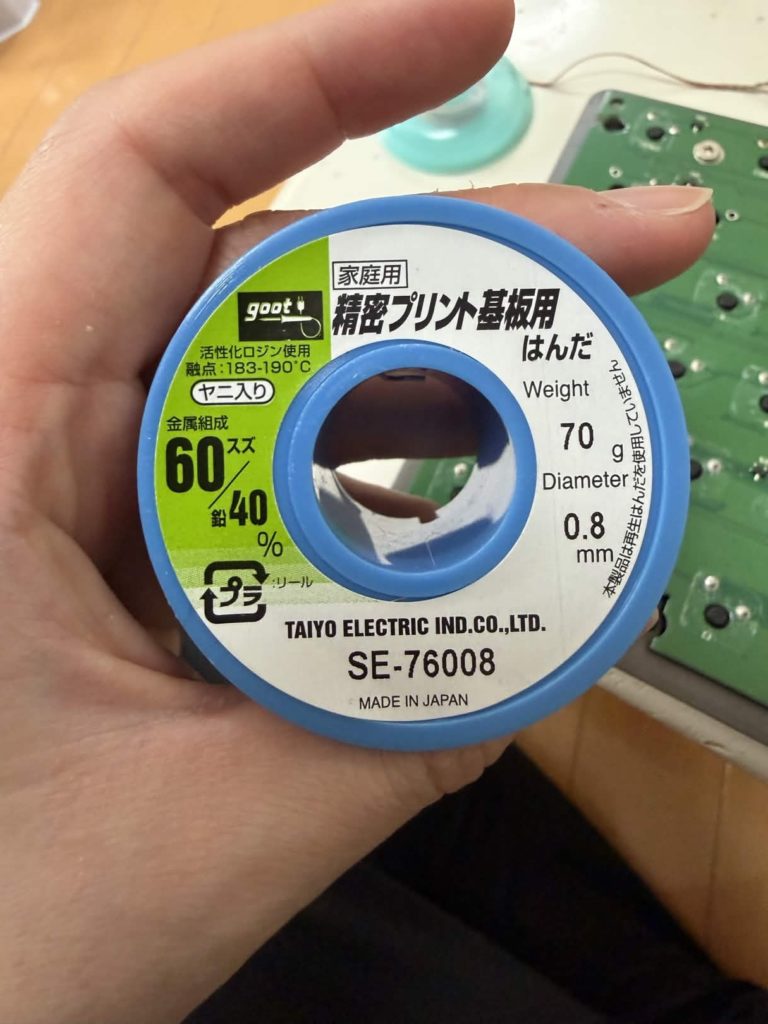 家庭用
goot
精密プリント基板用
はんだ
活性化ロジン使用
融点:183-190°C
ヤニ入り
金属組成
60スズ
鉛40
%
Weight
70 g
Diameter
0.8
mm
本製品は再生はんだを使用していません
プラ :リール
TAIYO ELECTRIC IND.CO.,LTD.
SE-76008
MADE IN JAPAN